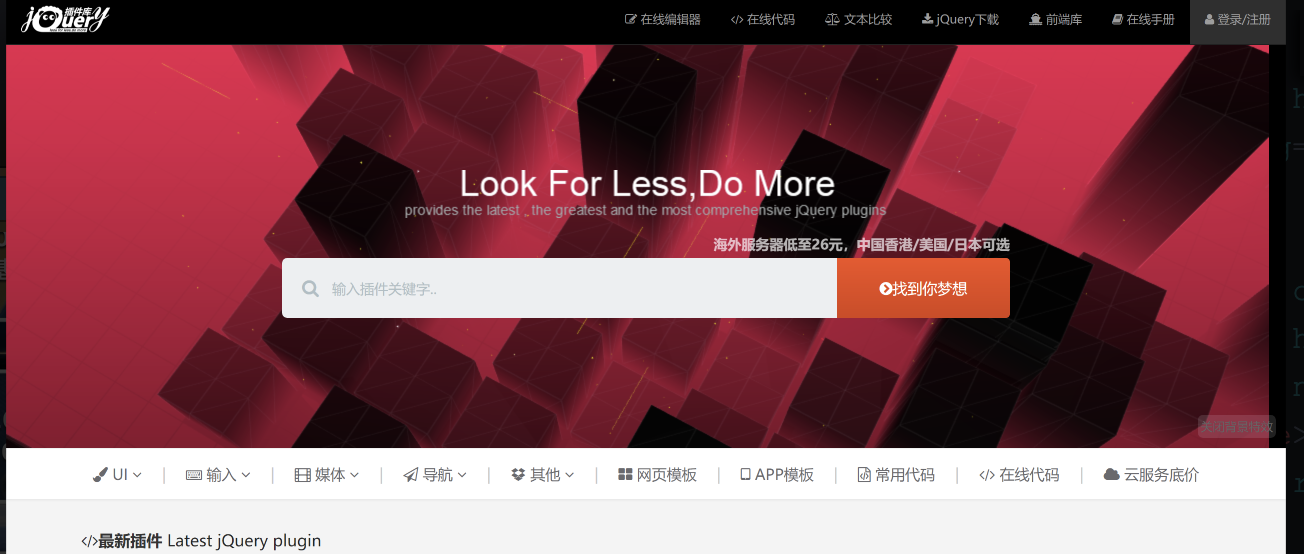 jQuery 插件库
在线编辑器 </> 在线代码 文本比较 jQuery下载 前端库 在线手册 登录/注册
Look For Less,Do More
provides the latest , the greatest and the most comprehensive jQuery plugins
海外服务器低至26元，中国香港/美国/日本可选
输入插件关键字.. 找到你梦想
关闭背景特效
UI | 输入 | 媒体 | 导航 | 其他 | 网页模板 | APP模板 | 常用代码 | </> 在线代码 | 云服务底价
</>最新插件 Latest jQuery plugin